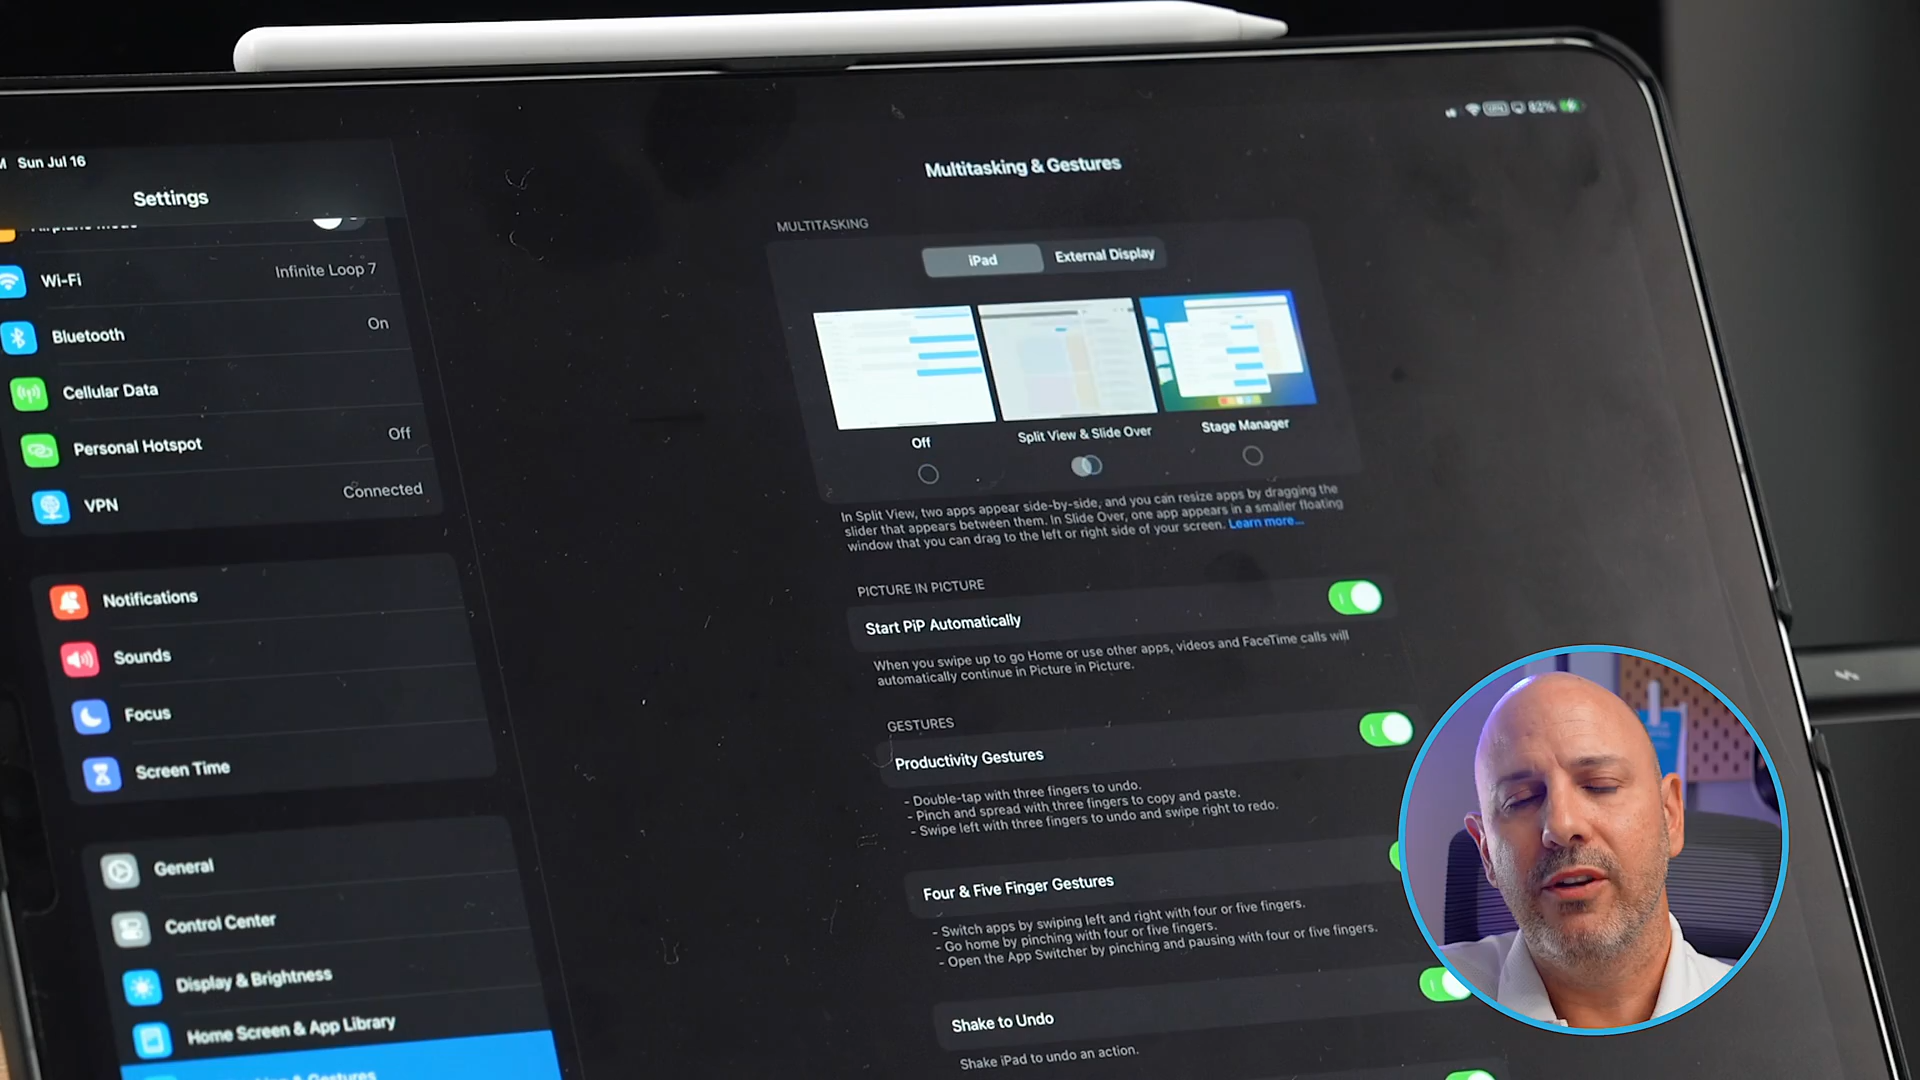 Sun Jul 16
82%
Settings
Multitasking & Gestures
Airplane Mode
MULTITASKING
Wi-Fi
Infinite Loop 7
iPad
External Display
Bluetooth
On
Cellular Data
Off
Split View & Slide Over
Stage Manager
Personal Hotspot
Off
VPN
Connected
In Split View, two apps appear side-by-side, and you can resize apps by dragging the
slider that appears between them. In Slide Over, one app appears in a smaller floating
window that you can drag to the left or right side of your screen. Learn more...
Notifications
PICTURE IN PICTURE
Start PiP Automatically
Sounds
When you swipe up to go Home or use other apps, videos and FaceTime calls will
automatically continue in Picture in Picture.
Focus
GESTURES
Screen Time
Productivity Gestures
- Double-tap with three fingers to undo.
- Pinch and spread with three fingers to copy and paste.
- Swipe left with three fingers to undo and swipe right to redo.
General
Four & Five Finger Gestures
Control Center
- Switch apps by swiping left and right with four or five fingers.
- Go home by pinching with four or five fingers.
- Open the App Switcher by pinching and pausing with four or five fingers.
Display & Brightness
Home Screen & App Library
Shake to Undo
Shake iPad to undo an action.
& Gestures